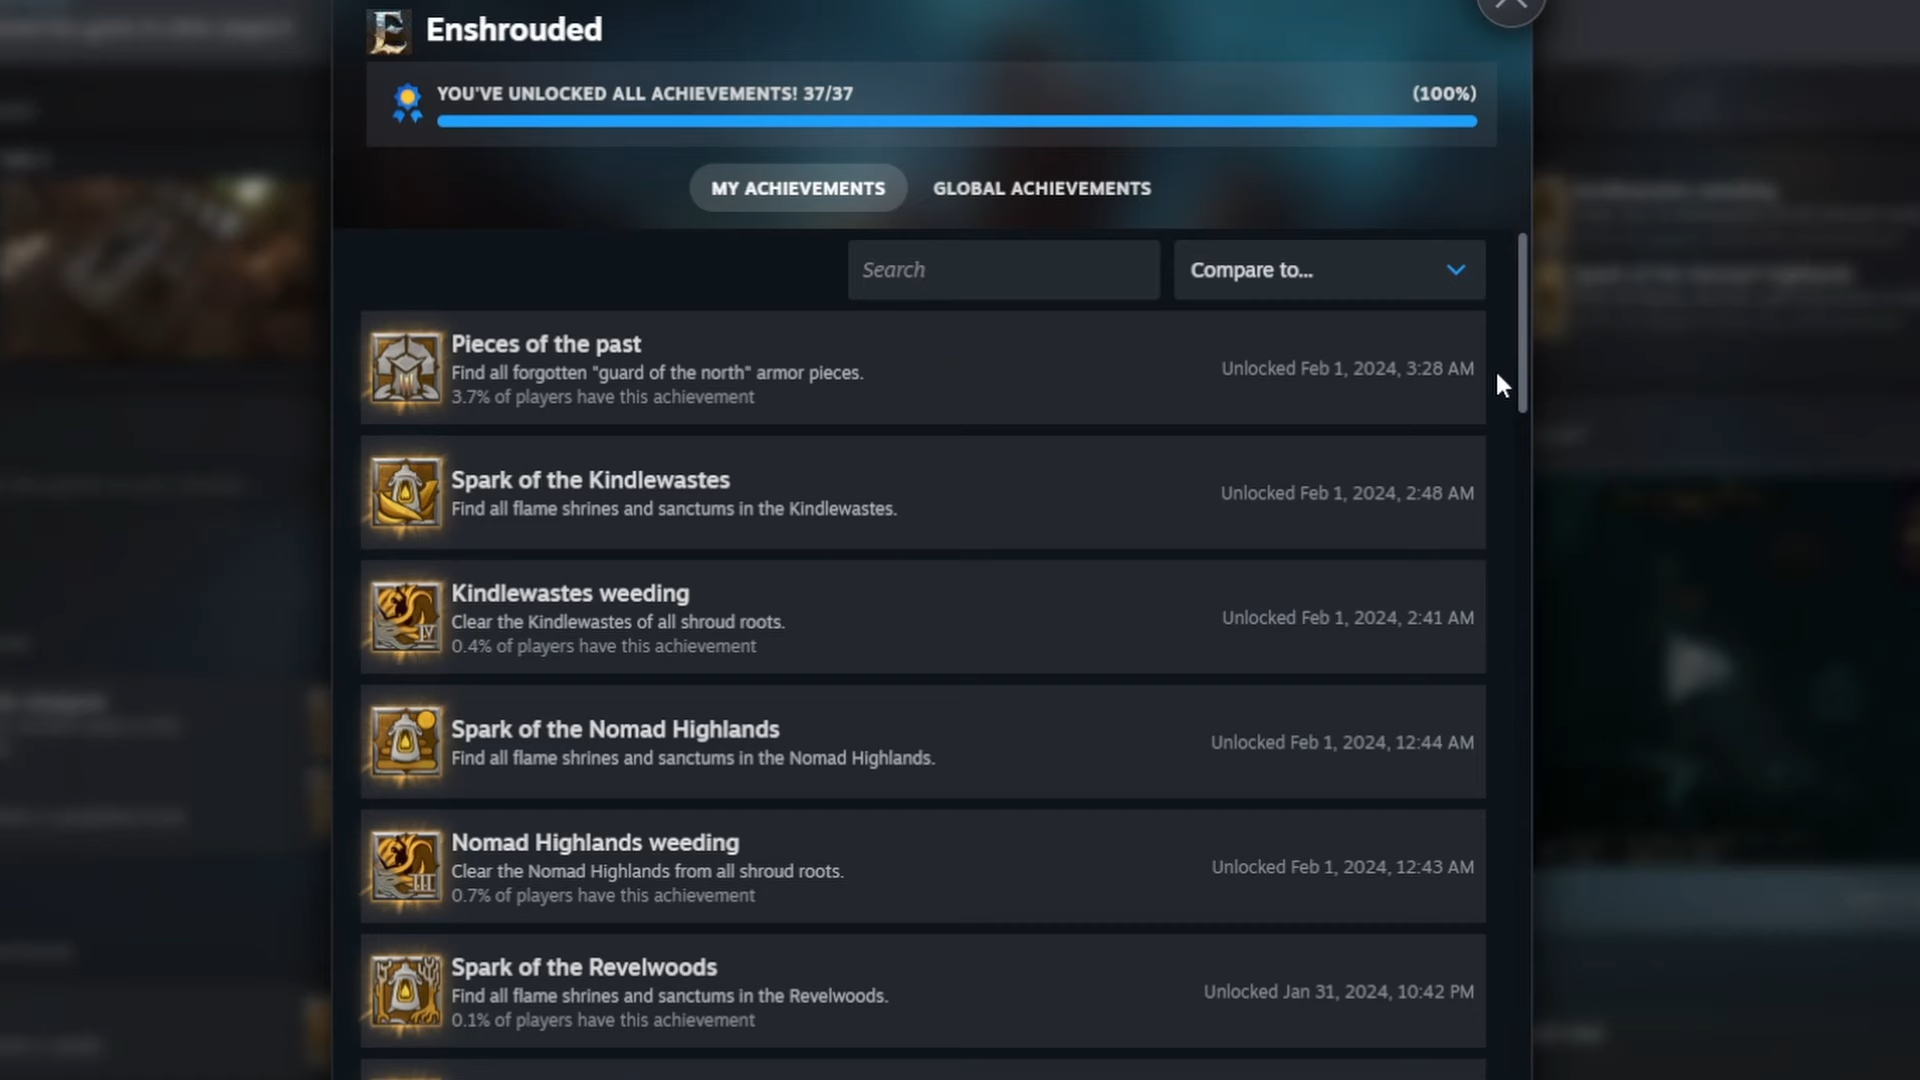 Enshrouded
YOU'VE UNLOCKED ALL ACHIEVEMENTS! 37/37 (100%)
MY ACHIEVEMENTS GLOBAL ACHIEVEMENTS
Search Compare to...
Pieces of the past
Find all forgotten "guard of the north" armor pieces.
3.7% of players have this achievement
Unlocked Feb 1, 2024, 3:28 AM
Spark of the Kindlewastes
Find all flame shrines and sanctums in the Kindlewastes.
Unlocked Feb 1, 2024, 2:48 AM
Kindlewastes weeding
Clear the Kindlewastes of all shroud roots.
0.4% of players have this achievement
Unlocked Feb 1, 2024, 2:41 AM
Spark of the Nomad Highlands
Find all flame shrines and sanctums in the Nomad Highlands.
Unlocked Feb 1, 2024, 12:44 AM
Nomad Highlands weeding
Clear the Nomad Highlands from all shroud roots.
0.7% of players have this achievement
Unlocked Feb 1, 2024, 12:43 AM
Spark of the Revelwoods
Find all flame shrines and sanctums in the Revelwoods.
0.1% of players have this achievement
Unlocked Jan 31, 2024, 10:42 PM